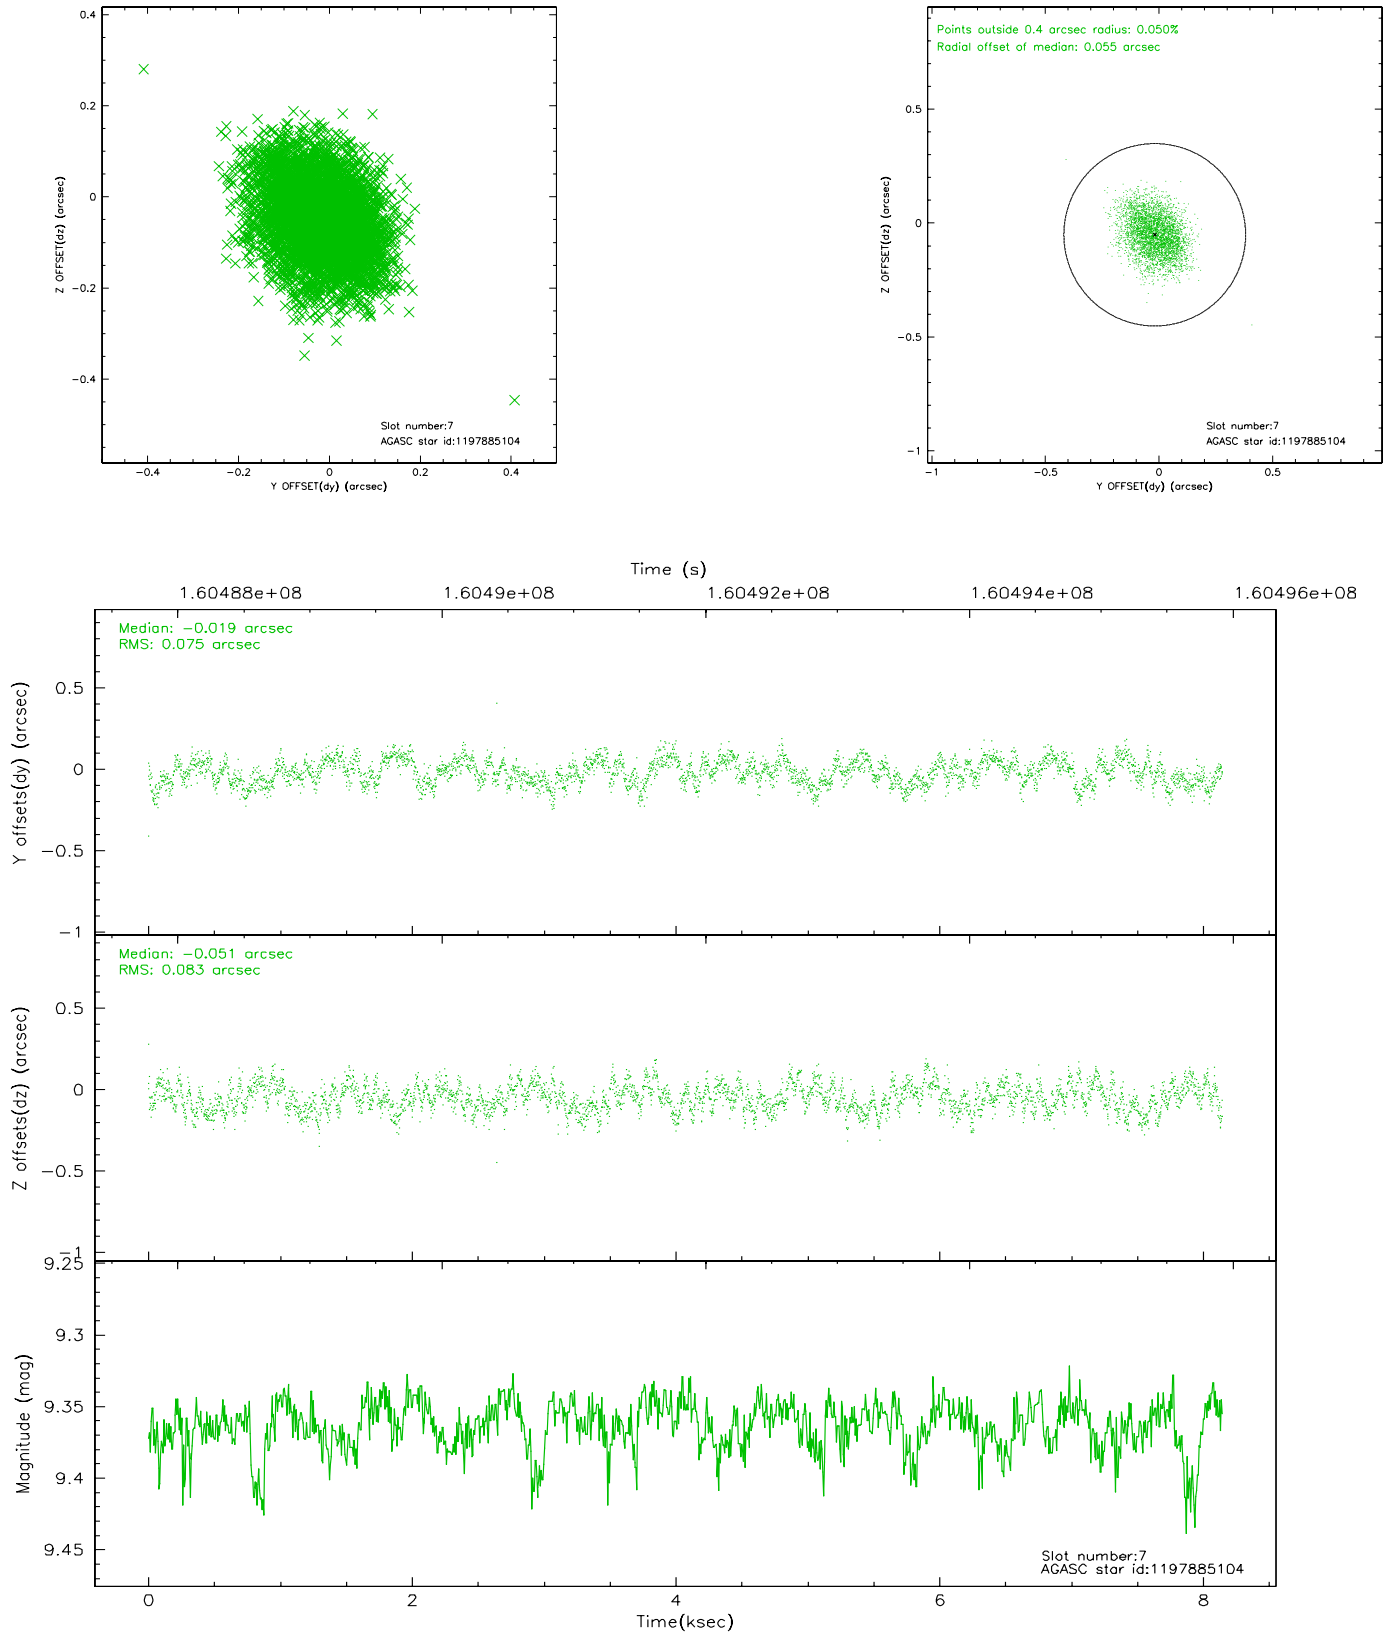 0.4
0.2
0
−0.2
−0.4
Z OFFSET(dz) (arcsec)
Slot number:7
AGASC star id:1197885104
−0.4 −0.2 0 0.2 0.4
Y OFFSET(dy) (arcsec)
Points outside 0.4 arcsec radius: 0.050%
Radial offset of median: 0.055 arcsec
0.5
0
−0.5
−1
Z OFFSET(dz) (arcsec)
Slot number:7
AGASC star id:1197885104
−1 −0.5 0 0.5
Y OFFSET(dy) (arcsec)
Time (s)
1.60488e+08 1.6049e+08 1.60492e+08 1.60494e+08 1.60496e+08
Median: −0.019 arcsec
RMS: 0.075 arcsec
0.5
0
−0.5
−1
Y offsets(dy) (arcsec)
Median: −0.051 arcsec
RMS: 0.083 arcsec
0.5
0
−0.5
−1
Z offsets(dz) (arcsec)
9.25
9.3
9.35
9.4
9.45
Magnitude (mag)
Slot number:7
AGASC star id:1197885104
0 2 4 6 8
Time(ksec)